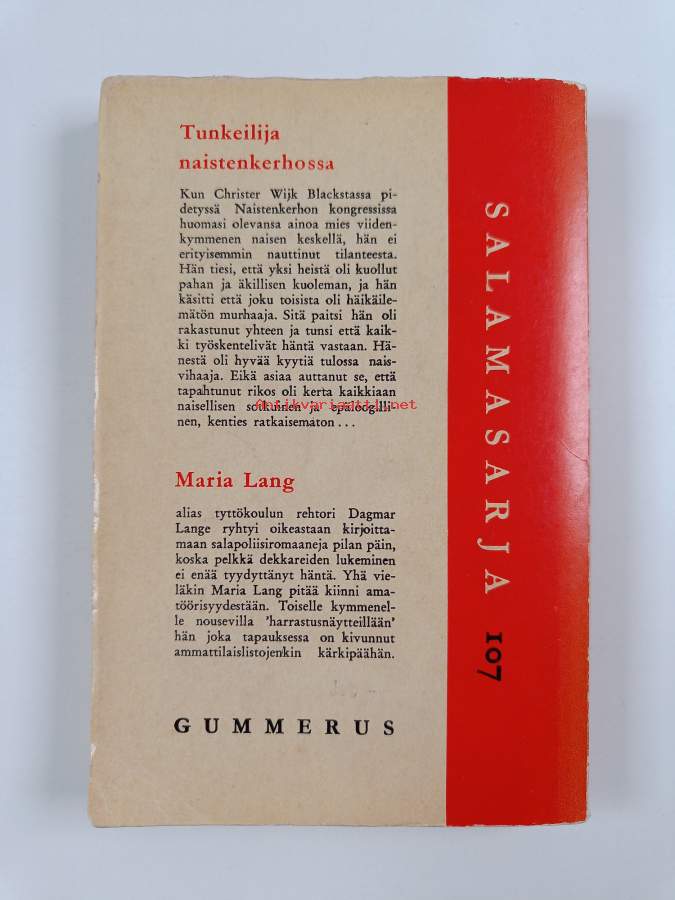 Tunkeilija
naistenkerhossa
Kun Christer Wijk Blackstassa pi-
detyssä Naistenkerhon kongressissa
huomasi olevansa ainoa mies viiden-
kymmenen naisen keskellä, hän ei
erityisemmin nauttinut tilanteesta.
Hän tiesi, että yksi heistä oli kuollut
pahan ja äkillisen kuoleman, ja hän
käsitti että joku toisista oli häikäile-
mätön murhaaja. Sitä paitsi hän oli
rakastunut yhteen ja tunsi että kaik-
ki työskentelivät häntä vastaan. Hä-
nestä oli hyvää kyytiä tulossa nais-
vihaaja. Eikä asiaa auttanut se, että
tapahtunut rikos oli kerta kaikkiaan
naisellisen sotkuinen ja epäloogilli-
nen, kenties ratkaisematon ...
Antikvariaatti.net
Maria Lang
alias tyttökoulun rehtori Dagmar
Lange ryhtyi oikeastaan kirjoitta-
maan salapoliisiromaaneja pilan päin,
koska pelkkä dekkareiden lukeminen
ei enää tyydyttänyt häntä. Yhä vie-
läkin Maria Lang pitää kiinni ama-
töörisyydestään. Toiselle kymmenel-
le nousevilla 'harrastusnäytteillään'
hän joka tapauksessa on kivunnut
ammattilaislistojenkin kärkipäähän.
GUMMERUS
SALAMASARJA 107